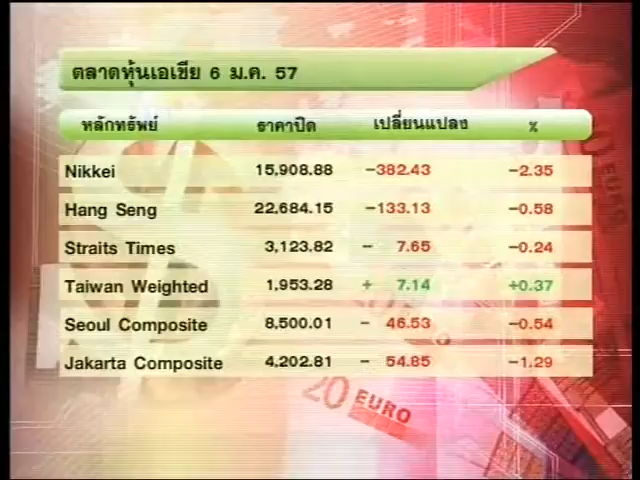 ตลาดหุ้นเอเชีย 6 ม.ค. 57
หลักทรัพย์ ราคาปิด เปลี่ยนแปลง %
Nikkei 15,908.88 -382.43 -2.35
Hang Seng 22,684.15 -133.13 -0.58
Straits Times 3,123.82 - 7.65 -0.24
Taiwan Weighted 1,953.28 + 7.14 +0.37
Seoul Composite 8,500.01 - 46.53 -0.54
Jakarta Composite 4,202.81 - 54.85 -1.29
20 EURO
EURO